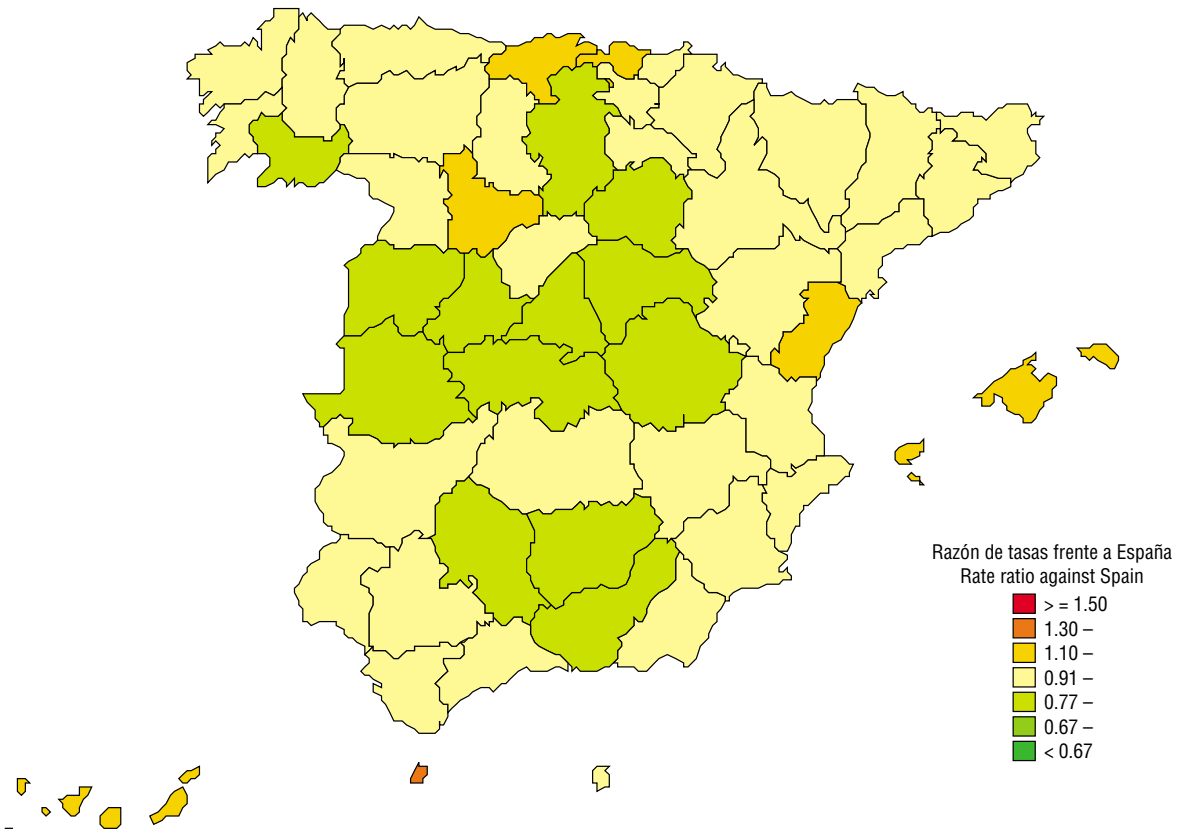 Razón de tasas frente a España
Rate ratio against Spain
> = 1.50
1.30 –
1.10 –
0.91 –
0.77 –
0.67 –
< 0.67